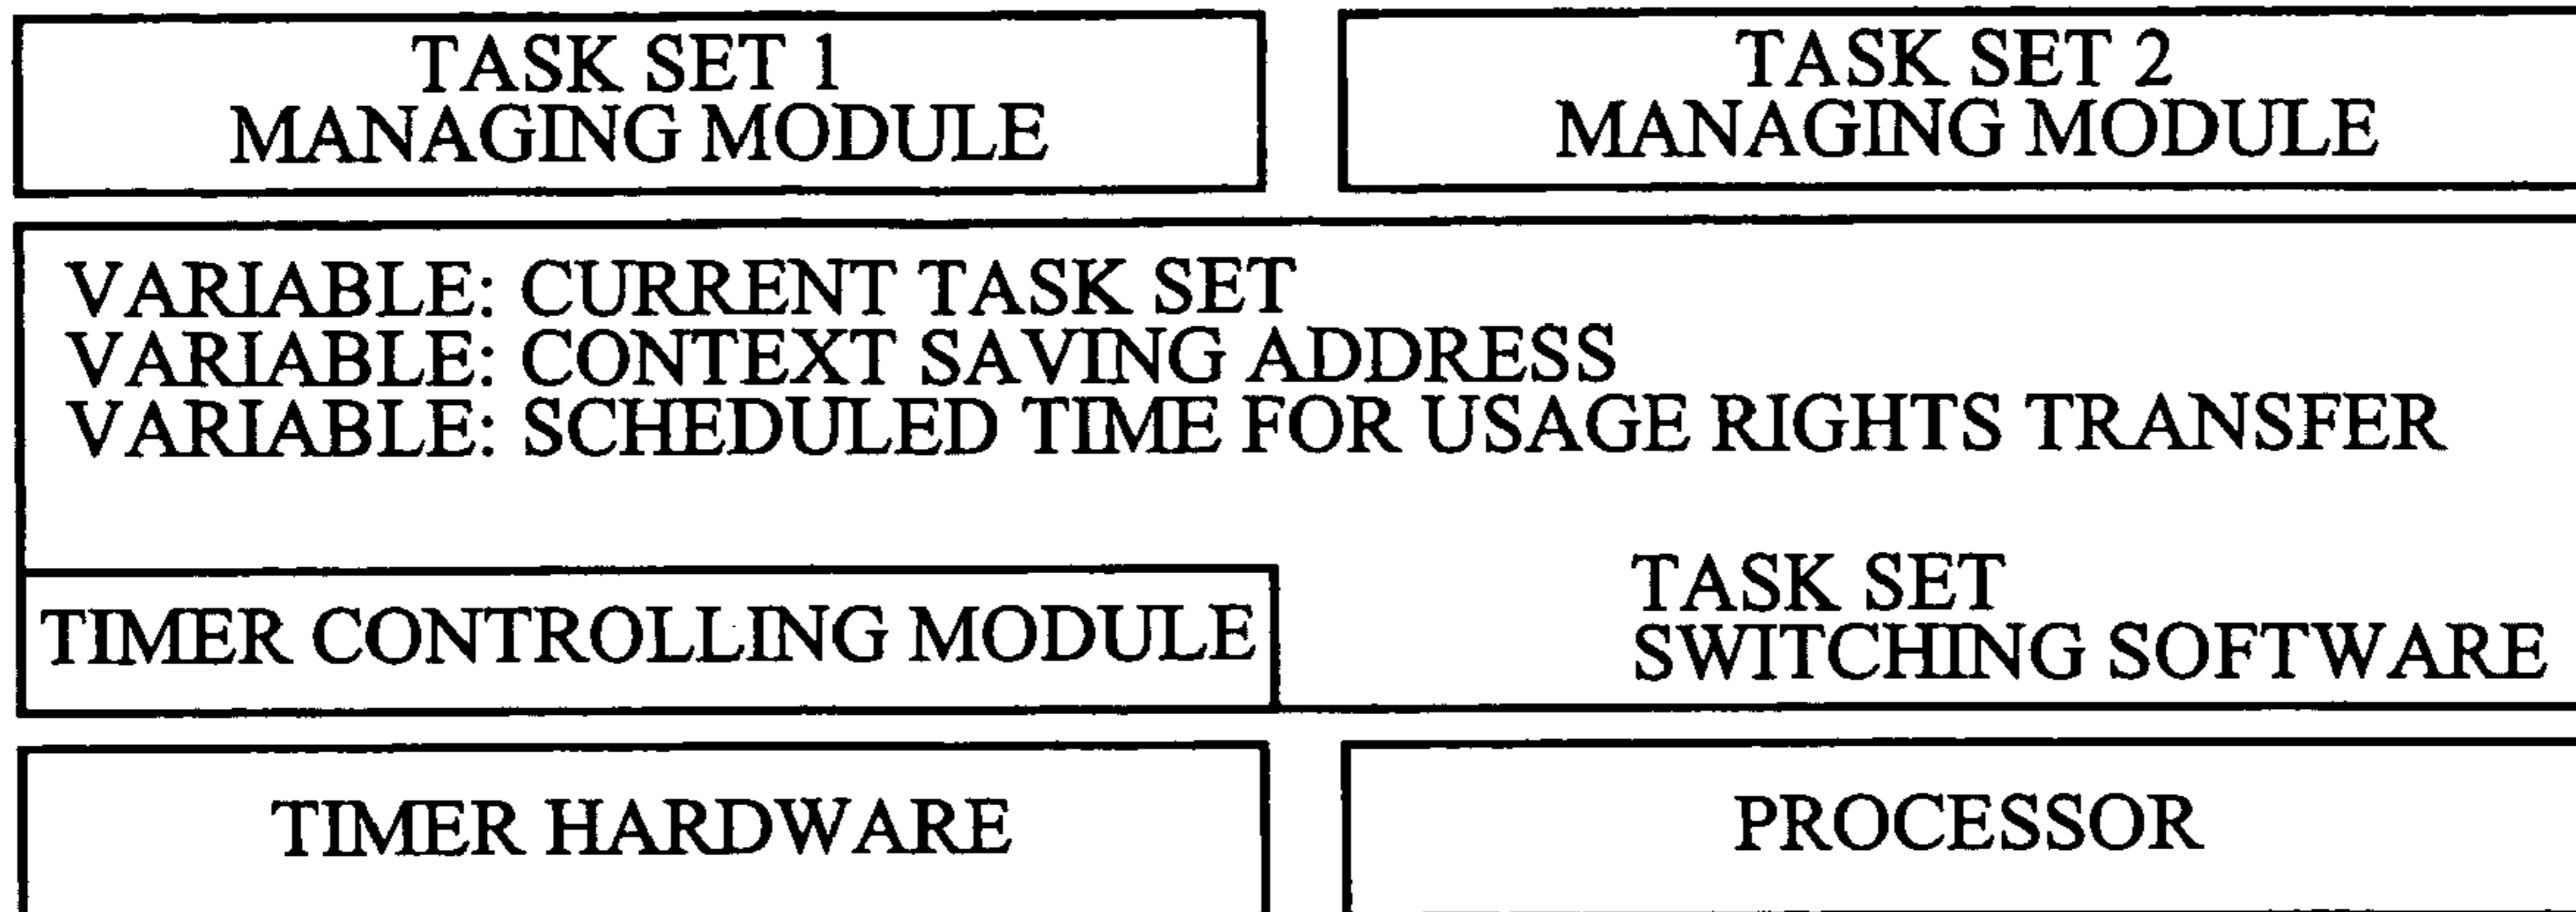 TASK SET 1
MANAGING MODULE
TASK SET 2
MANAGING MODULE
VARIABLE: CURRENT TASK SET
VARIABLE: CONTEXT SAVING ADDRESS
VARIABLE: SCHEDULED TIME FOR USAGE RIGHTS TRANSFER
TIMER CONTROLLING MODULE
TASK SET
SWITCHING SOFTWARE
TIMER HARDWARE
PROCESSOR